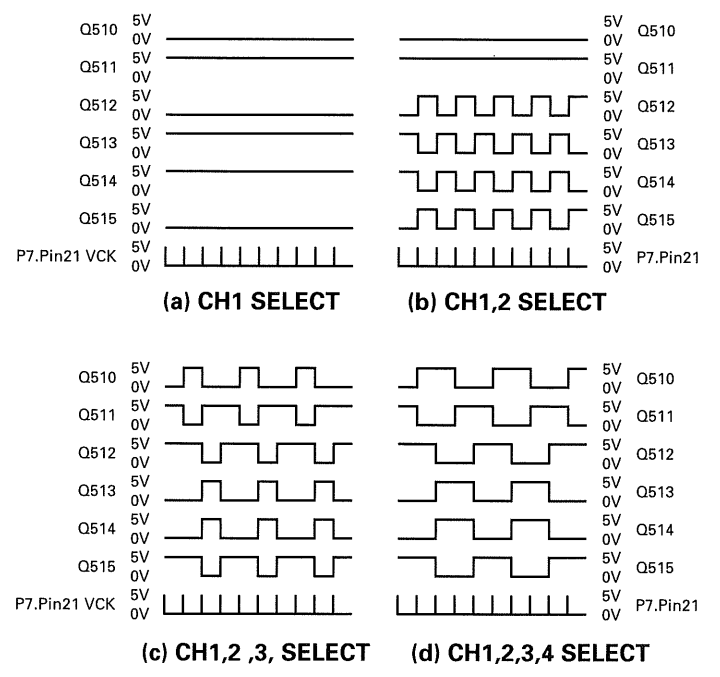 Q510 5V 5V Q510
0V 0V
Q511 5V 5V Q511
0V 0V
Q512 5V 5V Q512
0V 0V
Q513 5V 5V Q513
0V 0V
Q514 5V 5V Q514
0V 0V
Q515 5V 5V Q515
0V 0V
P7.Pin21 VCK 5V 5V P7.Pin21
0V 0V
(a) CH1 SELECT (b) CH1,2 SELECT
Q510 5V 5V Q510
0V 0V
Q511 5V 5V Q511
0V 0V
Q512 5V 5V Q512
0V 0V
Q513 5V 5V Q513
0V 0V
Q514 5V 5V Q514
0V 0V
Q515 5V 5V Q515
0V 0V
P7.Pin21 VCK 5V 5V P7.Pin21
0V 0V
(c) CH1,2 ,3, SELECT (d) CH1,2,3,4 SELECT